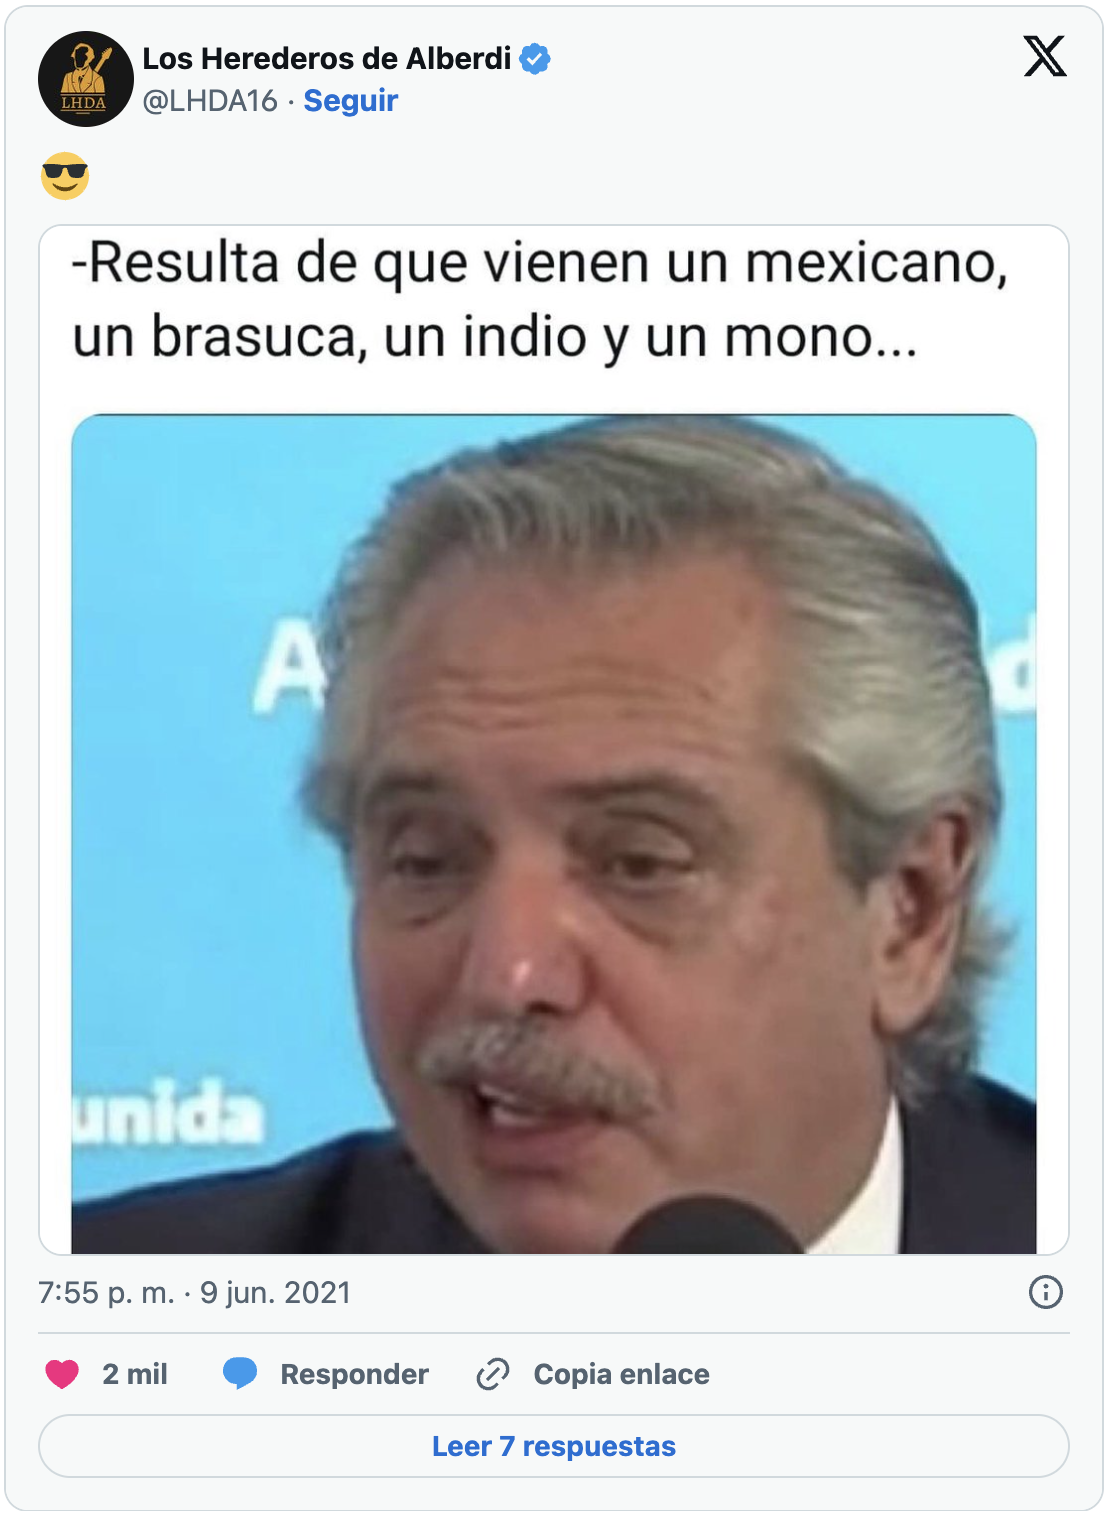 Los Herederos de Alberdi
@LHDA16 · Seguir
LHDA
😎
-Resulta de que vienen un mexicano,
un brasuca, un indio y un mono...
A
d
unida
7:55 p. m. · 9 jun. 2021
2 mil
Responder
Copia enlace
Leer 7 respuestas